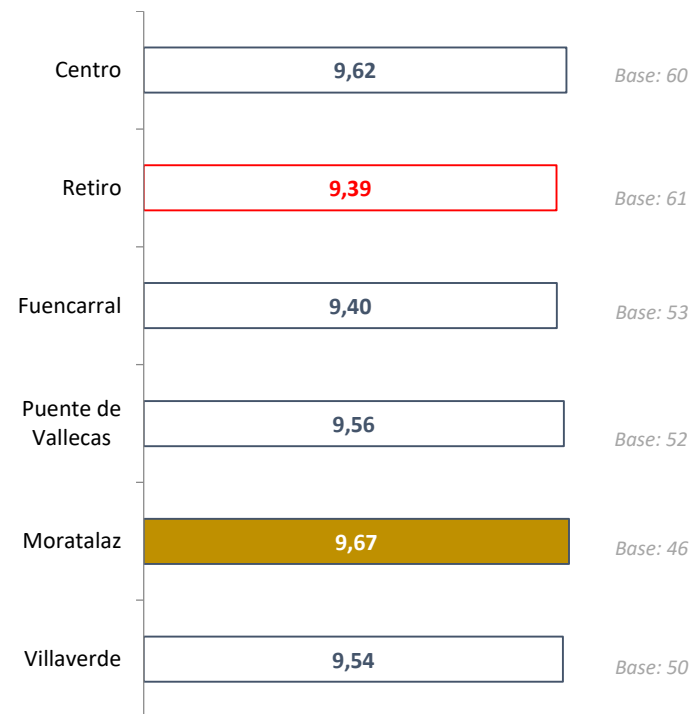 Centro
9,62
Base: 60
Retiro
9,39
Base: 61
Fuencarral
9,40
Base: 53
Puente de
Vallecas
9,56
Base: 52
Moratalaz
9,67
Base: 46
Villaverde
9,54
Base: 50